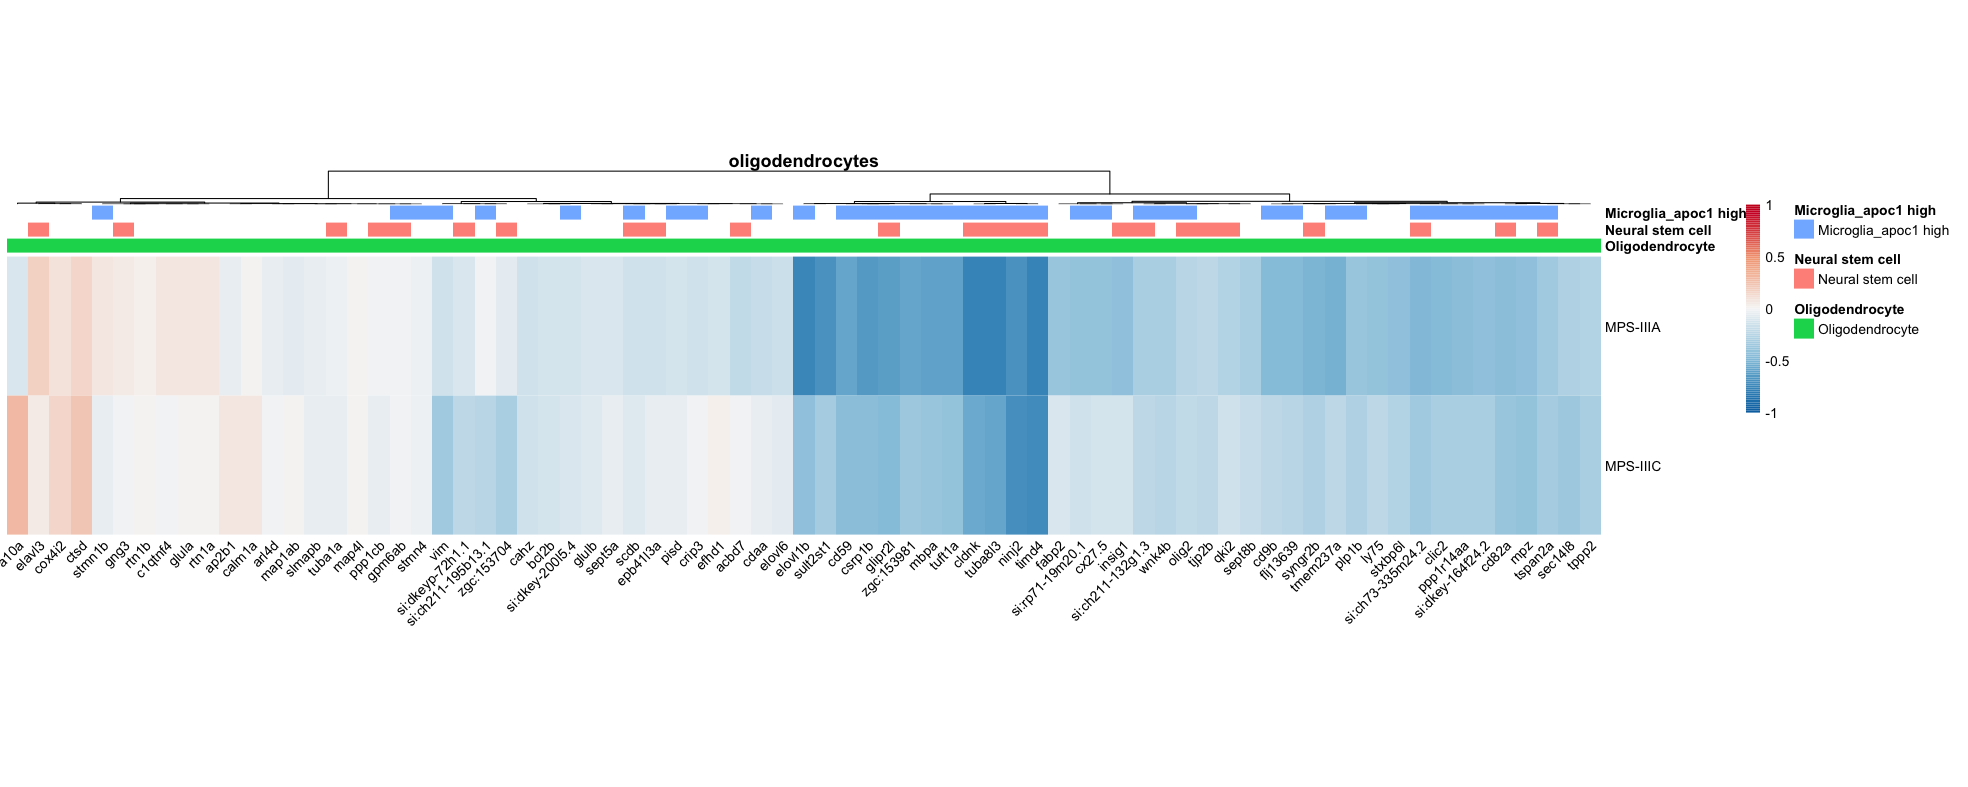 oligodendrocytes
Microglia_apoc1 high
Neural stem cell
Oligodendrocyte
MPS-IIIA
MPS-IIIC
a10a
elavl3
cox4i2
ctsd
stmn1b
gng3
rtn1b
c1qtnf4
glula
rtn1a
ap2b1
calm1a
arl4d
map1ab
slmapb
tuba1a
map4l
ppp1cb
gpm6ab
stmn4
vim
si:dkeyp-72h1.1
si:ch211-195b13.1
zgc:153704
cahz
bcl2b
si:dkey-200l5.4
glulb
sept5a
scdb
epb41l3a
pisd
crip3
efhd1
acbd7
cdaa
elovl6
elovl1b
sult2st1
cd59
csrp1b
glipr2l
zgc:153981
mbpa
tuft1a
cldnk
tuba8l3
ninj2
timd4
fabp2
si:rp71-19m20.1
cx27.5
insig1
si:ch211-132g1.3
wnk4b
olig2
tjp2b
qki2
sept8b
cd9b
flj13639
syngr2b
tmem237a
plp1b
ly75
stxbp6l
si:ch73-335m24.2
clic2
ppp1r14aa
si:dkey-164f24.2
cd82a
mpz
tspan2a
sec14l8
tppp2
1
0.5
0
-0.5
-1
Microglia_apoc1 high
Microglia_apoc1 high
Neural stem cell
Neural stem cell
Oligodendrocyte
Oligodendrocyte